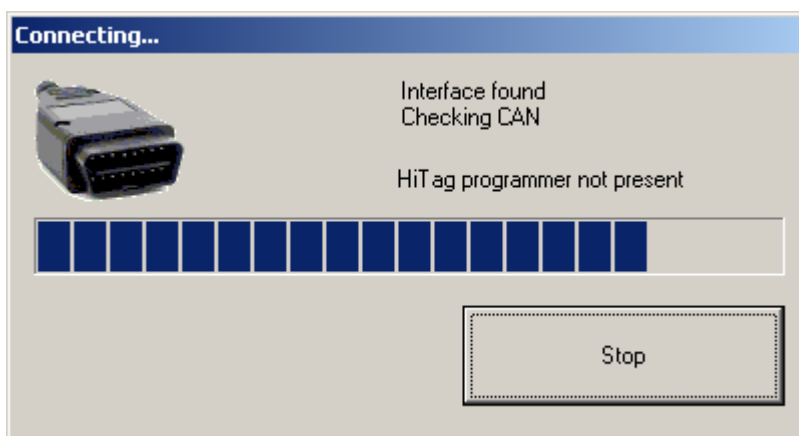 Connecting...
Interface found
Checking CAN
HiTag programmer not present
Stop